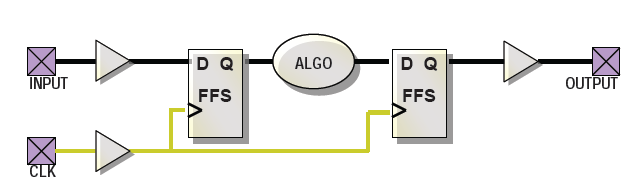 INPUT
D Q
FFS
ALGO
D Q
FFS
OUTPUT
CLK